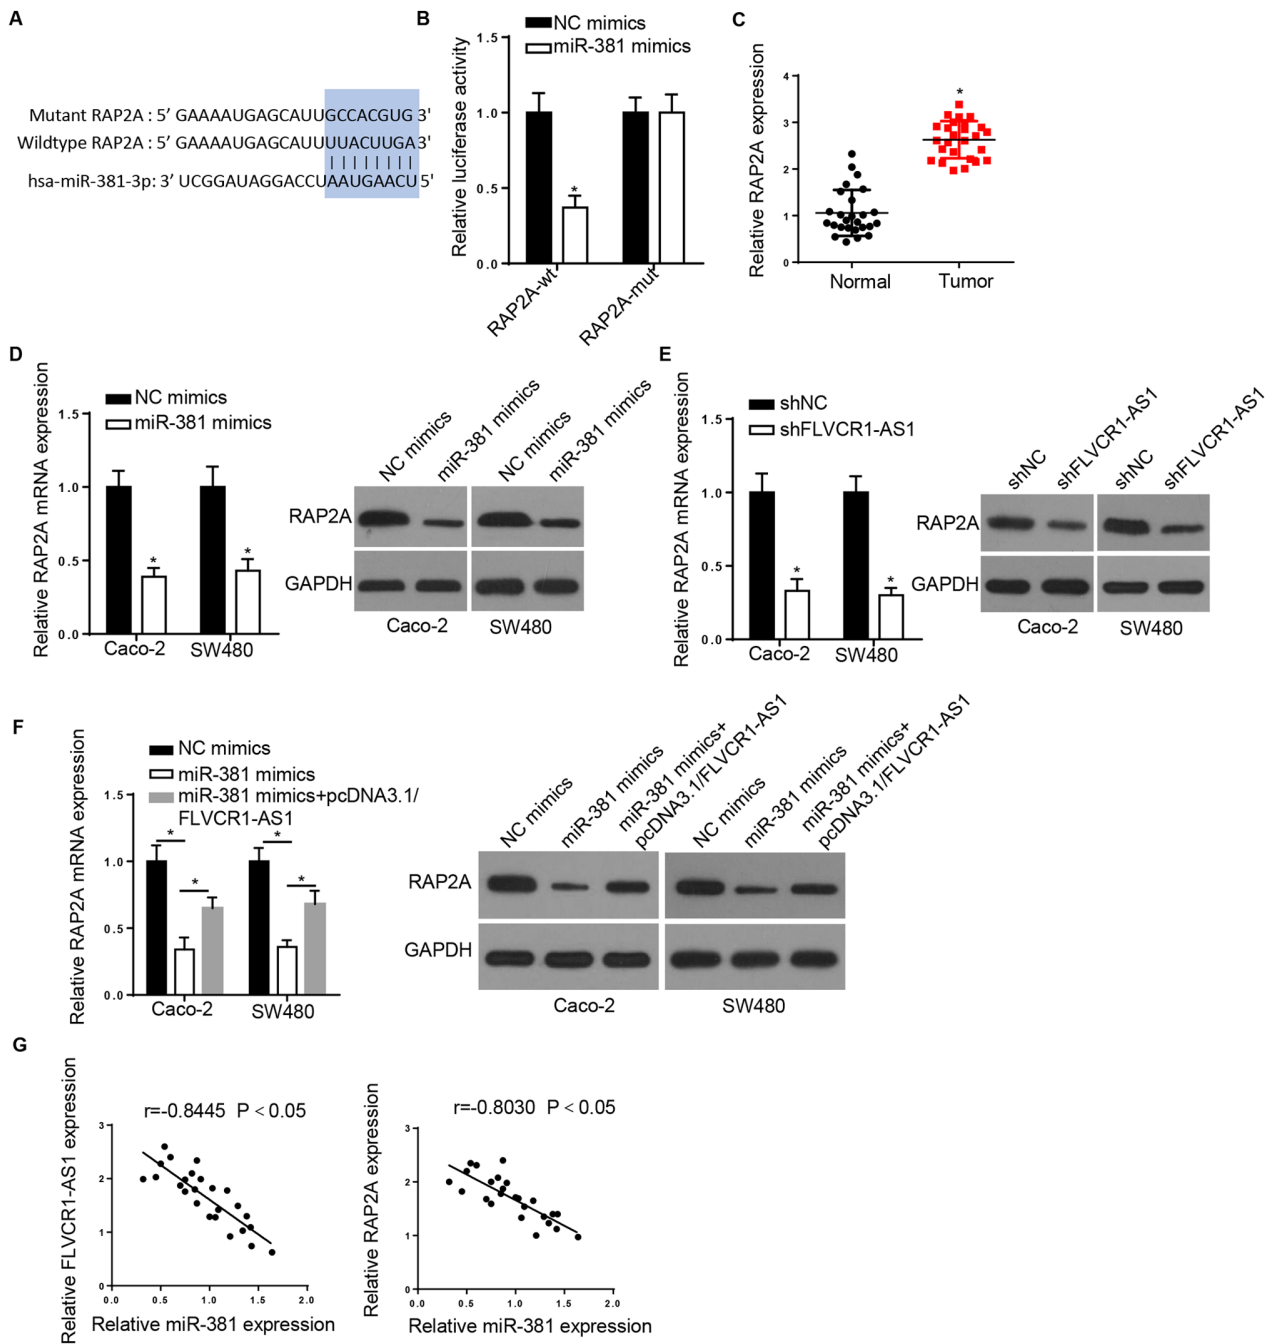 A
Mutant RAP2A : 5′ GAAAAUGAGCAUUGCCACGUG 3'
Wildtype RAP2A : 5′ GAAAAUGAGCAUUUUACUUGA3'
hsa-miR-381-3p: 3′ UCGGAUAGGACCUAAUGAACU 5'
B
NC mimics
miR-381 mimics
Relative luciferase activity
1.5
1.0
0.5
0.0
RAP2A-wt
*
RAP2A-mut
C
Relative RAP2A expression
4
3
2
1
0
*
Normal
Tumor
D
NC mimics
miR-381 mimics
Relative RAP2A mRNA expression
1.5
1.0
0.5
0.0
*
*
Caco-2
SW480
NC mimics
miR-381 mimics
NC mimics
miR-381 mimics
RAP2A
GAPDH
Caco-2
SW480
E
shNC
shFLVCR1-AS1
Relative RAP2A mRNA expression
1.5
1.0
0.5
0.0
*
*
Caco-2
SW480
shNC
shFLVCR1-AS1
shNC
shFLVCR1-AS1
RAP2A
GAPDH
Caco-2
SW480
F
NC mimics
miR-381 mimics
miR-381 mimics+pcDNA3.1/
FLVCR1-AS1
Relative RAP2A mRNA expression
1.5
1.0
0.5
0.0
*
*
*
*
Caco-2
SW480
NC mimics
miR-381 mimics
miR-381 mimics+
pcDNA3.1/FLVCR1-AS1
NC mimics
miR-381 mimics
miR-381 mimics+
pcDNA3.1/FLVCR1-AS1
RAP2A
GAPDH
Caco-2
SW480
G
r=-0.8445 P < 0.05
Relative FLVCR1-AS1 expression
3
2
1
0
0.0 0.5 1.0 1.5 2.0
Relative miR-381 expression
r=-0.8030 P < 0.05
Relative RAP2A expression
3
2
1
0
0.0 0.5 1.0 1.5 2.0
Relative miR-381 expression